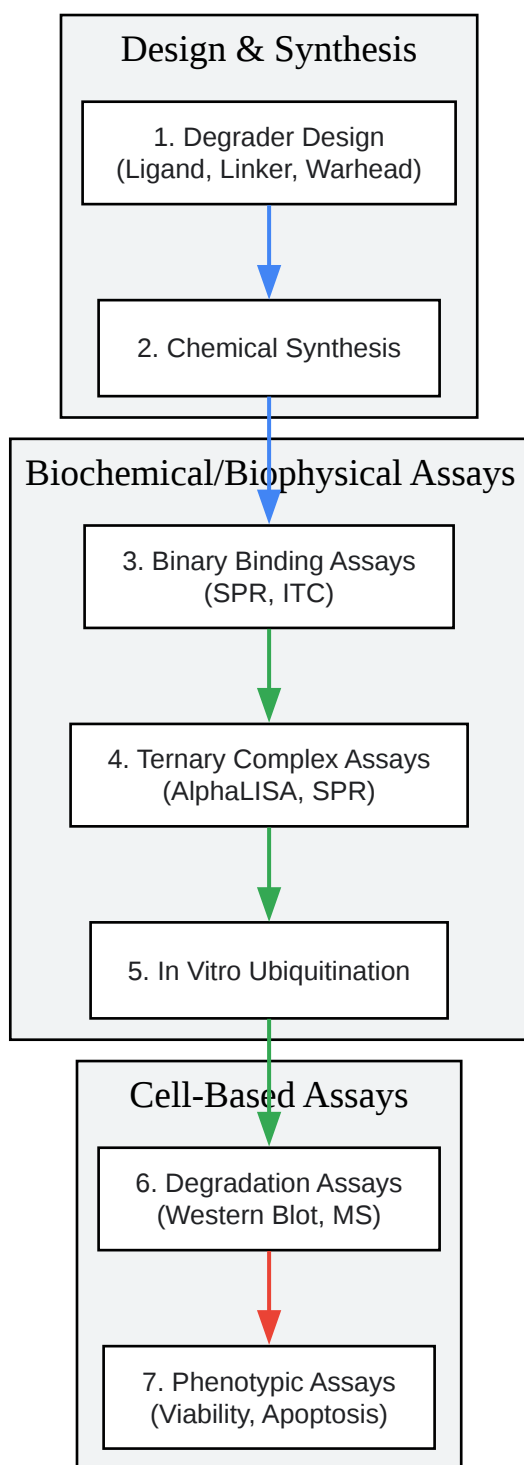 Design & Synthesis
1. Degrader Design
(Ligand, Linker, Warhead)
2. Chemical Synthesis
Biochemical/Biophysical Assays
3. Binary Binding Assays
(SPR, ITC)
4. Ternary Complex Assays
(AlphaLISA, SPR)
5. In Vitro Ubiquitination
Cell-Based Assays
6. Degradation Assays
(Western Blot, MS)
7. Phenotypic Assays
(Viability, Apoptosis)